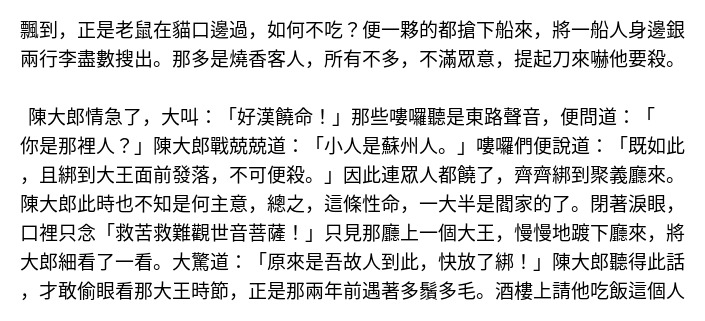 飄到，正是老鼠在貓口邊過，如何不吃？便一夥的都搶下船來，將一船人身邊銀
兩行李盡數搜出。那多是燒香客人，所有不多，不滿眾意，提起刀來嚇他要殺。
陳大郎情急了，大叫：「好漢饒命！」那些嘍囉聽是東路聲音，便問道：「
你是那裡人？」陳大郎戰兢兢道：「小人是蘇州人。」嘍囉們便說道：「既如此
，且綁到大王面前發落，不可便殺。」因此連眾人都饒了，齊齊綁到聚義廳來。
陳大郎此時也不知是何主意，總之，這條性命，一大半是閻家的了。閉著淚眼，
口裡只念「救苦救難觀世音菩薩！」只見那廳上一個大王，慢慢地踱下廳來，將
大郎細看了一看。大驚道：「原來是吾故人到此，快放了綁！」陳大郎聽得此話
，才敢偷眼看那大王時節，正是那兩年前遇著多鬚多毛。酒樓上請他吃飯這個人